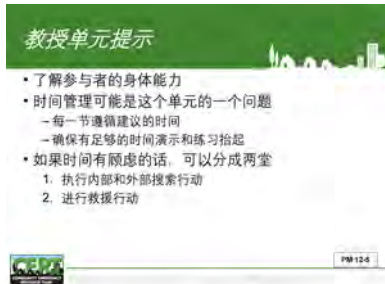 教授单元提示
• 了解参与者的身体能力
• 时间管理可能是这个单元的一个问题
–每一节遵循建议的时间
–确保有足够的时间演示和练习抬起
• 如果时间有顾虑的话，可以分成两堂
1. 执行内部和外部搜索行动
2. 进行救援行动
CERT
PM 12-6